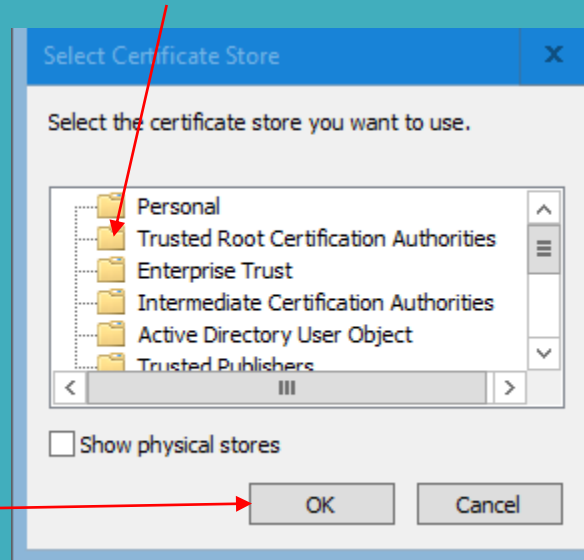 Select Certificate Store
Select the certificate store you want to use.
Personal
Trusted Root Certification Authorities
Enterprise Trust
Intermediate Certification Authorities
Active Directory User Object
Trusted Publishers
Show physical stores
OK Cancel